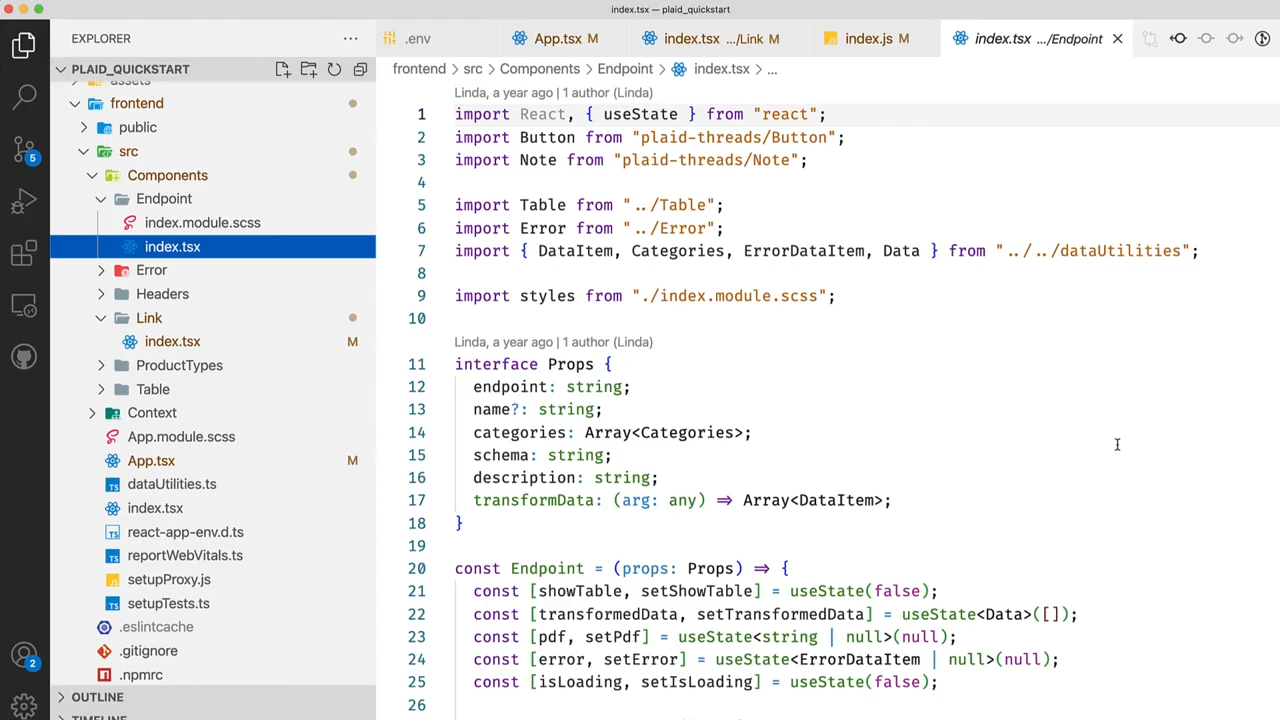 index.tsx — plaid_quickstart
EXPLORER
PLAID_QUICKSTART
assets
frontend
public
src
Components
Endpoint
index.module.scss
index.tsx
Error
Headers
Link
index.tsx M
ProductTypes
Table
Context
App.module.scss
App.tsx M
dataUtilities.ts
index.tsx
react-app-env.d.ts
reportWebVitals.ts
setupProxy.js
setupTests.ts
.eslintcache
.gitignore
.npmrc
OUTLINE
TIMELINE
5
2
.env
App.tsx M
index.tsx .../Link M
index.js M
index.tsx .../Endpoint
frontend > src > Components > Endpoint > index.tsx > ...
Linda, a year ago | 1 author (Linda)
1 import React, { useState } from "react";
2 import Button from "plaid-threads/Button";
3 import Note from "plaid-threads/Note";
4
5 import Table from "../Table";
6 import Error from "../Error";
7 import { DataItem, Categories, ErrorDataItem, Data } from "../../dataUtilities";
8
9 import styles from "./index.module.scss";
10
Linda, a year ago | 1 author (Linda)
11 interface Props {
12 endpoint: string;
13 name?: string;
14 categories: Array<Categories>;
15 schema: string;
16 description: string;
17 transformData: (arg: any) => Array<DataItem>;
18 }
19
20 const Endpoint = (props: Props) => {
21 const [showTable, setShowTable] = useState(false);
22 const [transformedData, setTransformedData] = useState<Data>([]);
23 const [pdf, setPdf] = useState<string | null>(null);
24 const [error, setError] = useState<ErrorDataItem | null>(null);
25 const [isLoading, setIsLoading] = useState(false);
26